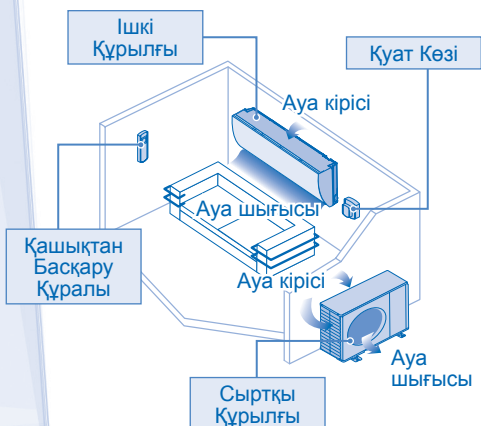 Ішкі
Құрылғы
Қуат Көзі
Ауа кірісі
Ауа шығысы
Қашықтан
Басқару
Құралы
Ауа кірісі
Ауа
шығысы
Сыртқы
Құрылғы